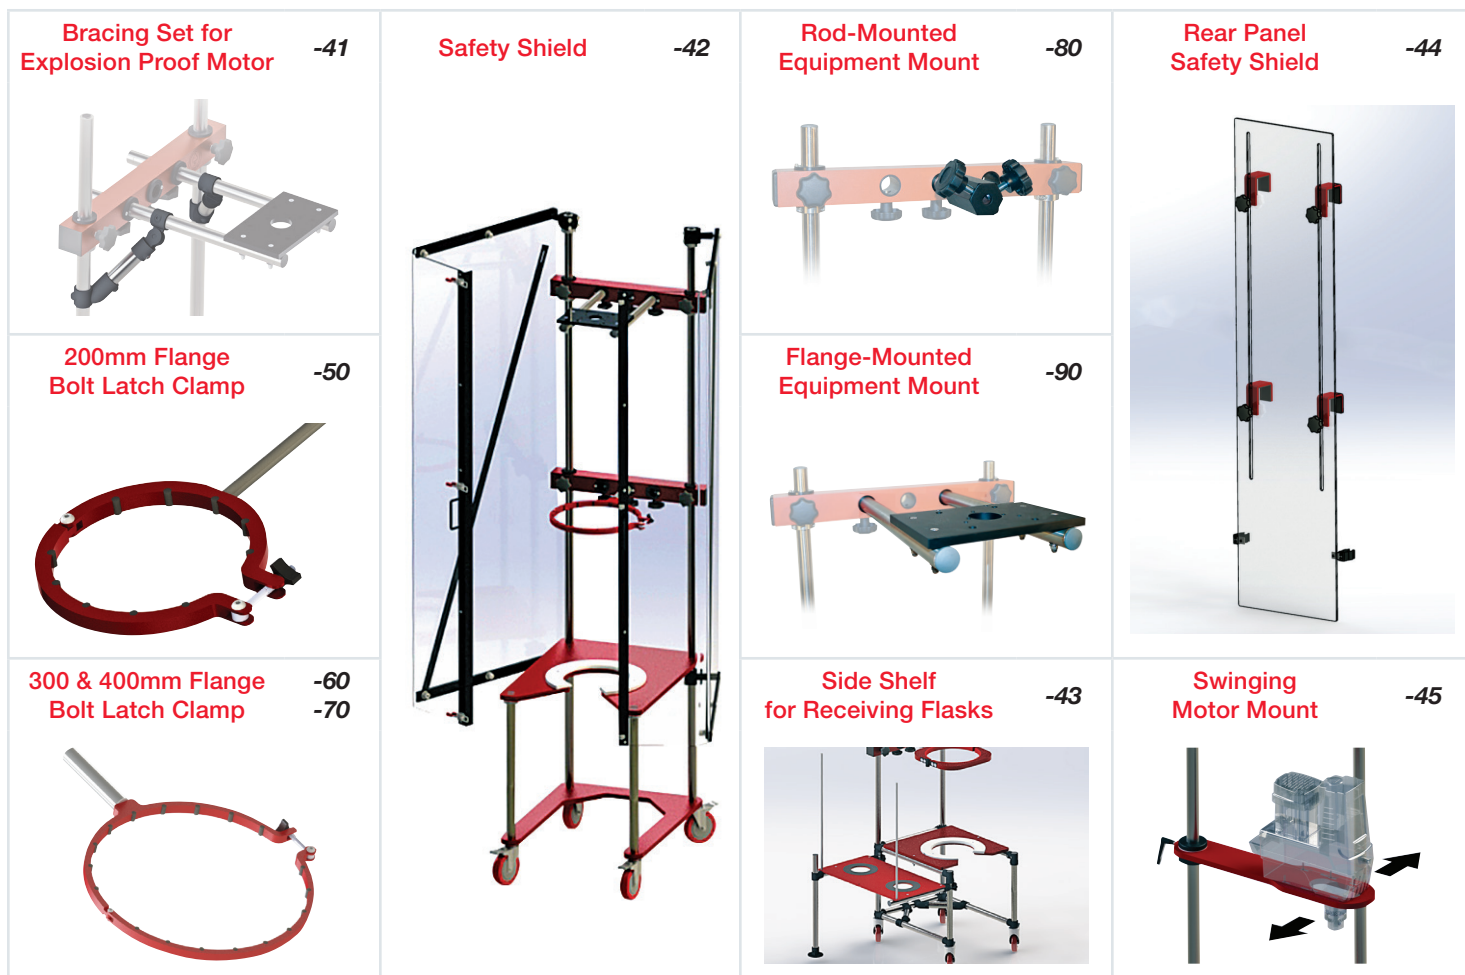 Bracing Set for
Explosion Proof Motor -41
Safety Shield -42
Rod-Mounted
Equipment Mount -80
Rear Panel
Safety Shield -44
200mm Flange
Bolt Latch Clamp -50
Flange-Mounted
Equipment Mount -90
300 & 400mm Flange -60
Bolt Latch Clamp -70
Side Shelf
for Receiving Flasks -43
Swinging
Motor Mount -45